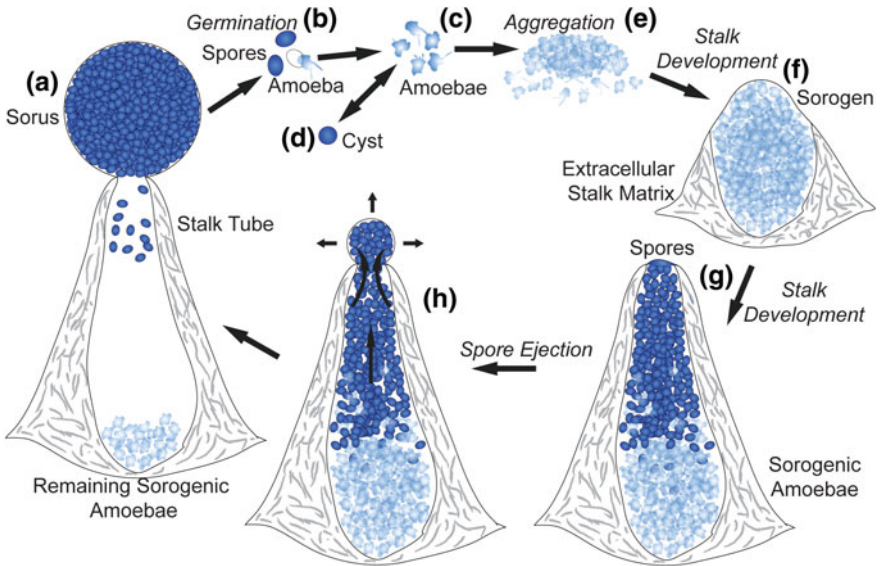 (a)
Sorus
Germination
(b)
Spores
Amoeba
(c)
Amoebae
(d)
Cyst
Aggregation
(e)
Stalk
Development
(f)
Sorogen
Extracellular
Stalk Matrix
Stalk Tube
Spores
(g)
Stalk
Development
(h)
Spore Ejection
Sorogenic
Amoebae
Remaining Sorogenic
Amoebae